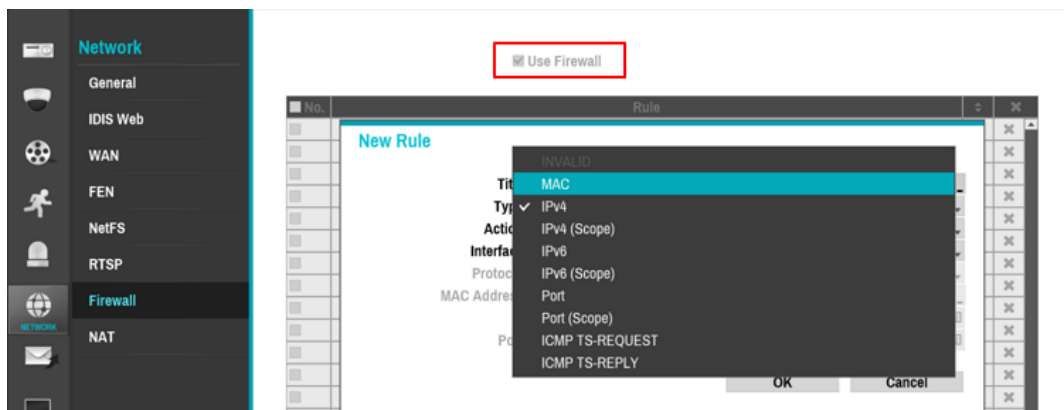 Network
General
IDIS Web
WAN
FEN
NetFS
RTSP
Firewall
NAT
NETWORK
Use Firewall
No.
Rule
New Rule
INVALID
MAC
IPv4
IPv4 (Scope)
IPv6
IPv6 (Scope)
Port
Port (Scope)
ICMP TS-REQUEST
ICMP TS-REPLY
OK
Cancel